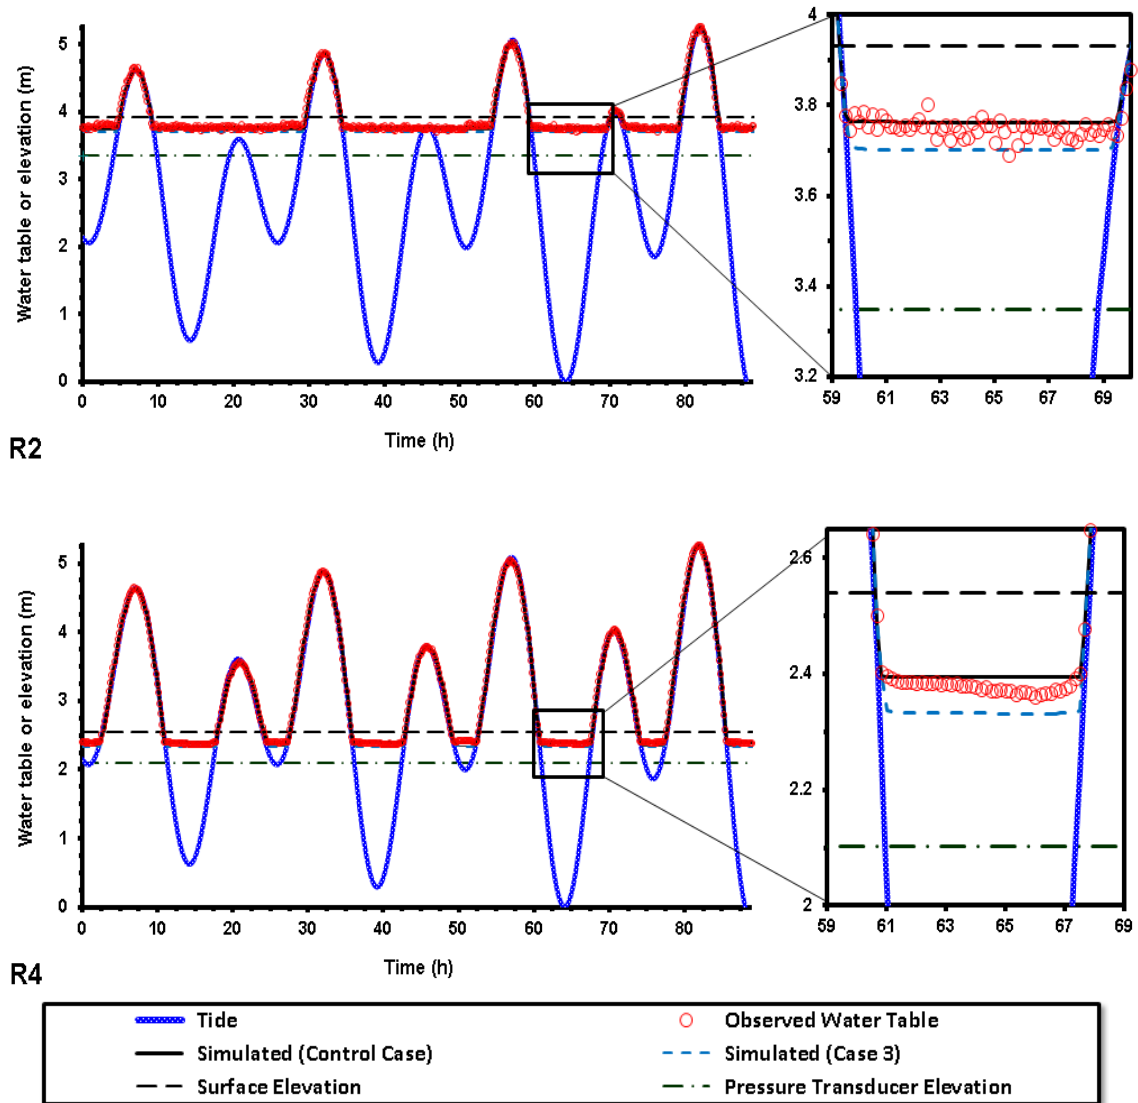 Water table or elevation (m)
5
4
3
2
1
0
0 10 20 30 40 50 60 70 80
Time (h)
4
3.8
3.6
3.4
3.2
59 61 63 65 67 69
R2
Water table or elevation (m)
5
4
3
2
1
0
0 10 20 30 40 50 60 70 80
Time (h)
2.6
2.4
2.2
2
59 61 63 65 67 69
R4
Tide
Observed Water Table
Simulated (Control Case)
Simulated (Case 3)
Surface Elevation
Pressure Transducer Elevation